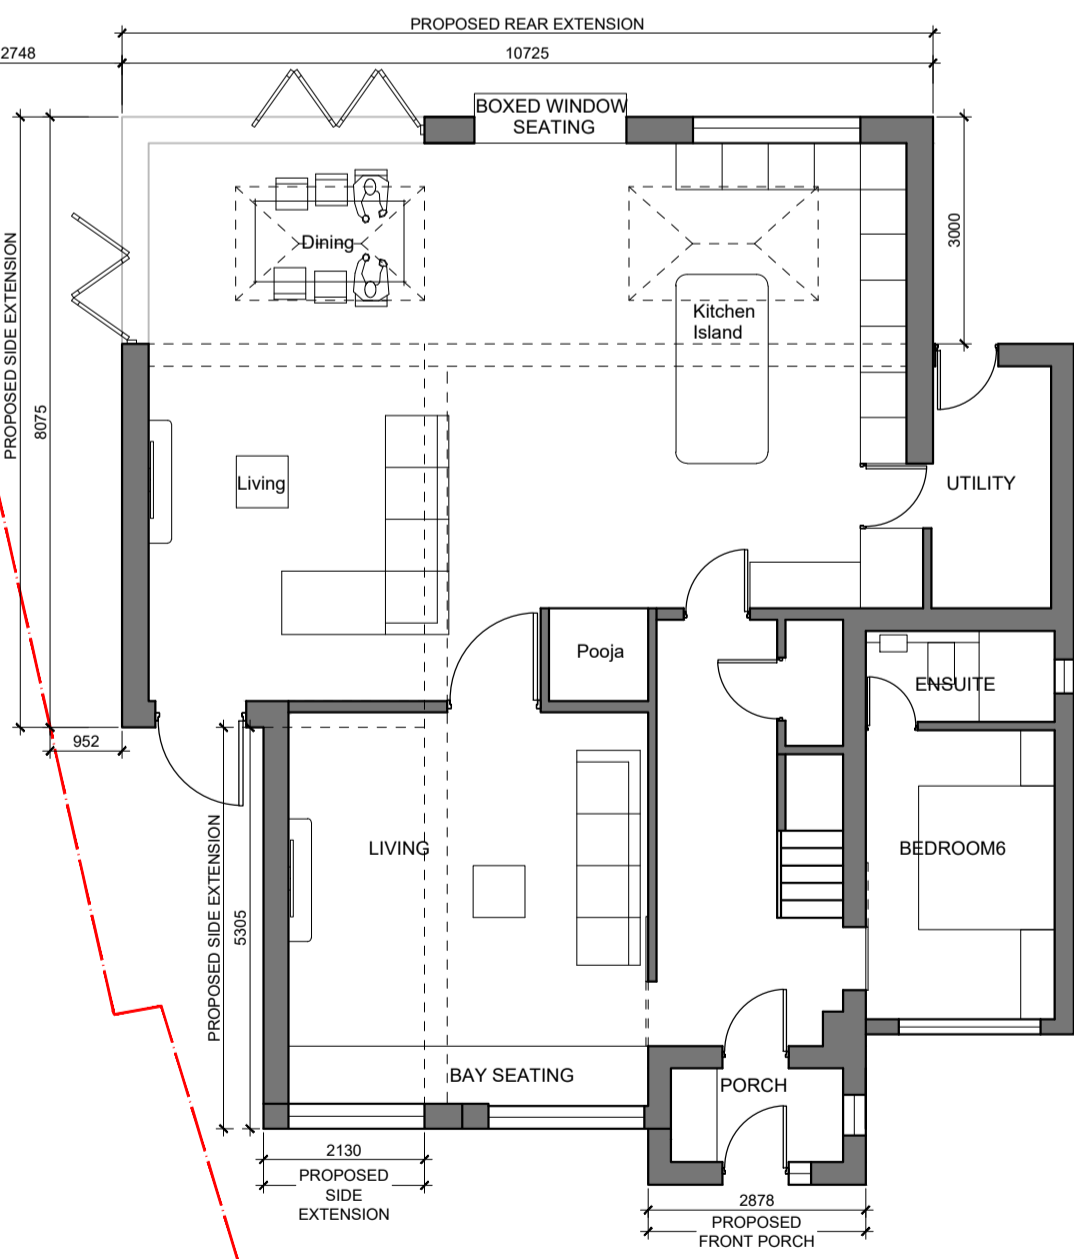 PROPOSED REAR EXTENSION
2748
10725
BOXED WINDOW
SEATING
PROPOSED SIDE EXTENSION
8075
3000
Dining
Kitchen
Island
Living
UTILITY
Pooja
ENSUITE
952
LIVING
BEDROOM6
PROPOSED SIDE EXTENSION
5305
BAY SEATING
PORCH
2130
PROPOSED
SIDE
EXTENSION
2878
PROPOSED
FRONT PORCH